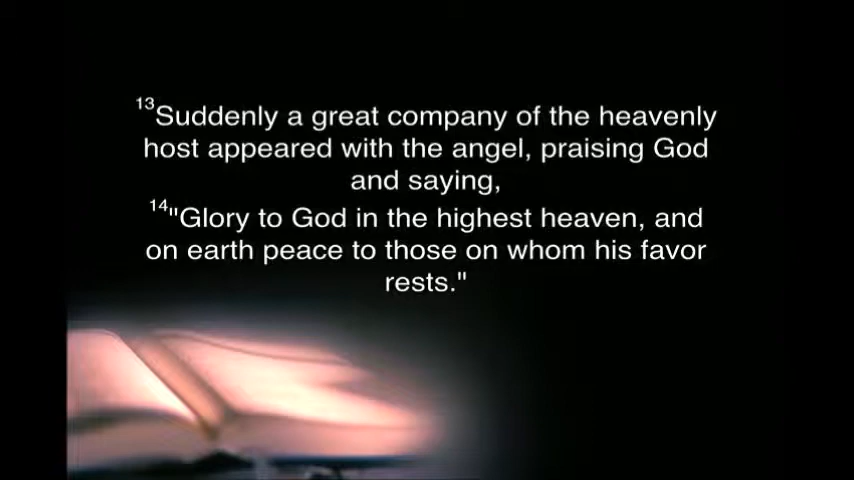 13Suddenly a great company of the heavenly
host appeared with the angel, praising God
and saying,
14"Glory to God in the highest heaven, and
on earth peace to those on whom his favor
rests."